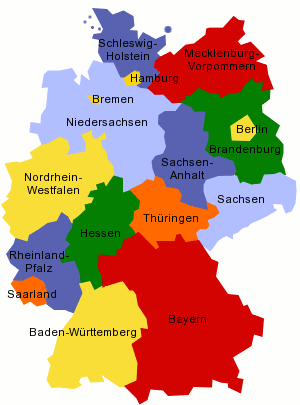 Schleswig-
Holstein
Mecklenburg-
Vorpommern
Hamburg
Bremen
Niedersachsen
Berlin
Brandenburg
Sachsen-
Anhalt
Nordrhein-
Westfalen
Sachsen
Thüringen
Hessen
Rheinland-
Pfalz
Saarland
Bayern
Baden-Württemberg